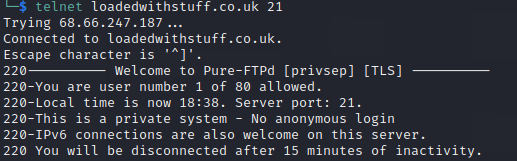 └─$ telnet loadedwithstuff.co.uk 21
Trying 68.66.247.187...
Connected to loadedwithstuff.co.uk.
Escape character is '^]'.
220---------- Welcome to Pure-FTPd [privsep] [TLS] ----------
220-You are user number 1 of 80 allowed.
220-Local time is now 18:38. Server port: 21.
220-This is a private system - No anonymous login
220-IPv6 connections are also welcome on this server.
220 You will be disconnected after 15 minutes of inactivity.